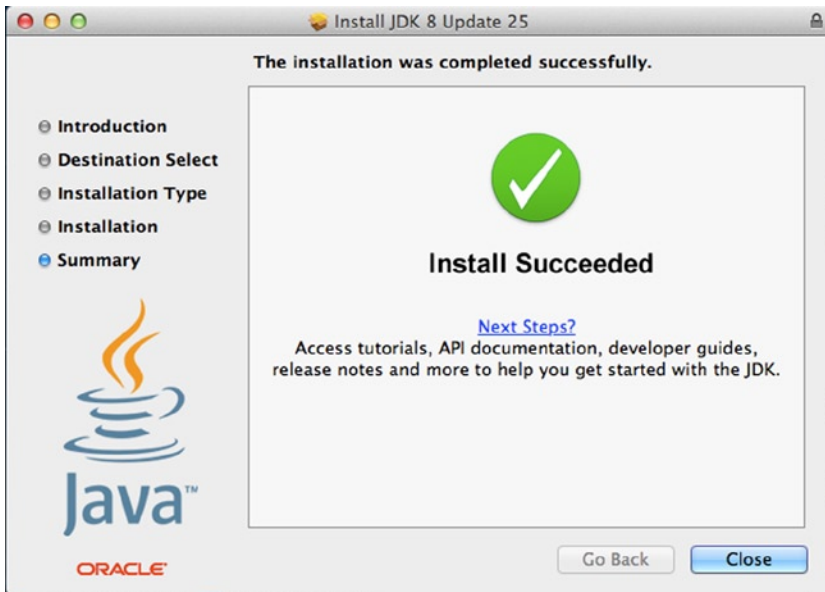 Install JDK 8 Update 25
The installation was completed successfully.
Introduction
Destination Select
Installation Type
Installation
Summary
Install Succeeded
Next Steps?
Access tutorials, API documentation, developer guides,
release notes and more to help you get started with the JDK.
Java™
ORACLE®
Go Back
Close